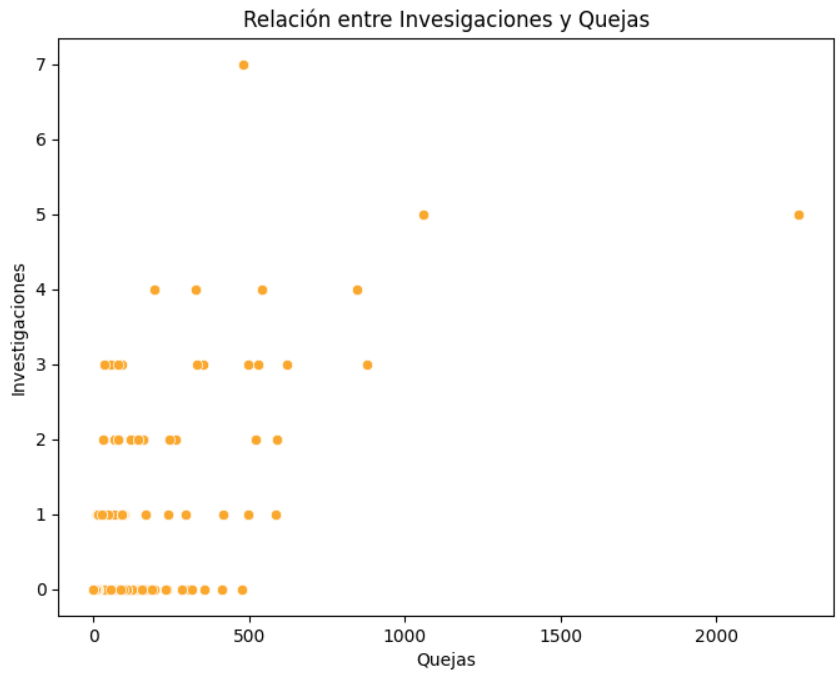 Relación entre Invesigaciones y Quejas
7
6
5
4
3
2
1
0
Investigaciones
0 500 1000 1500 2000
Quejas